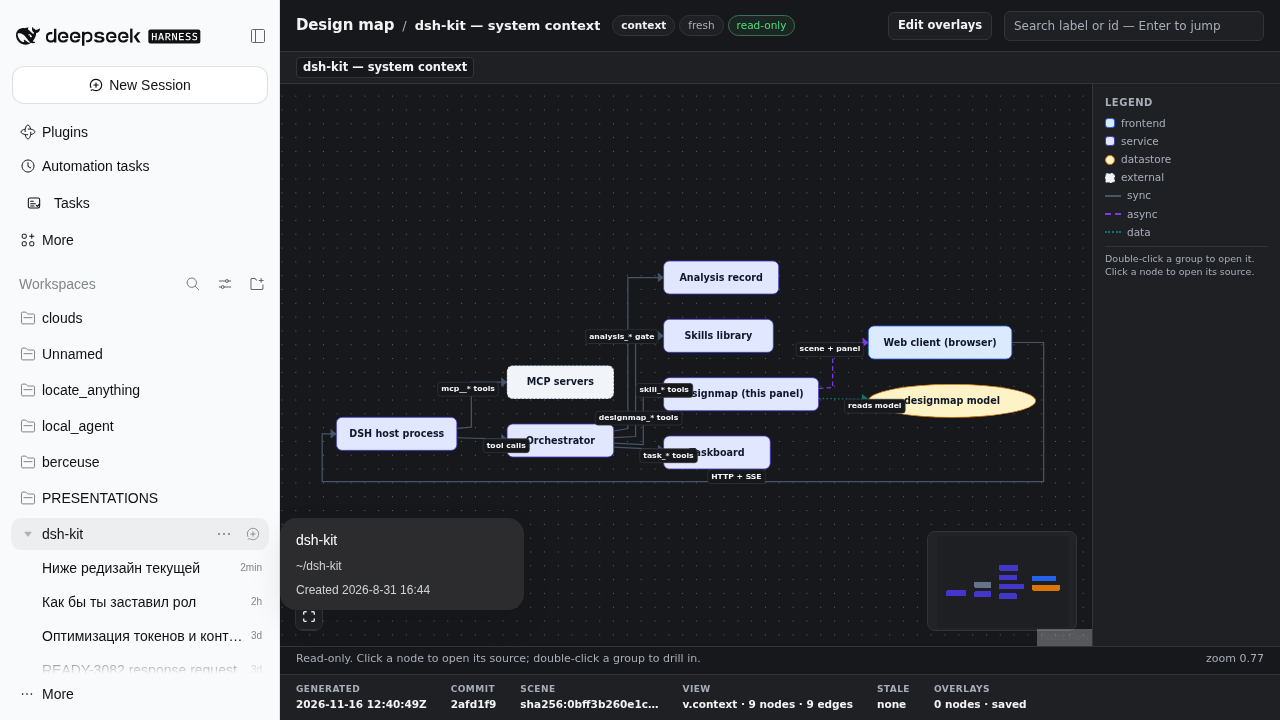 deepseek HARNESS
New Session
Plugins
Automation tasks
Tasks
More
Workspaces
clouds
Unnamed
locate_anything
local_agent
berceuse
PRESENTATIONS
dsh-kit
Ниже редизайн текущей 2min
Как бы ты заставил рол 2h
Оптимизация токенов и конт… 3d
READY-3082 response request 3d
More
Design map / dsh-kit — system context context fresh read-only
Edit overlays
Search label or id — Enter to jump
dsh-kit — system context
Analysis record
analysis_* gate
Skills library
scene + panel
Web client (browser)
MCP servers
mcp__* tools
skill_* tools
signmap (this panel)
reads model
designmap model
designmap_* tools
DSH host process
tool calls
Orchestrator
task_* tools
askboard
HTTP + SSE
LEGEND
frontend
service
datastore
external
sync
async
data
Double-click a group to open it.
Click a node to open its source.
dsh-kit
~/dsh-kit
Created 2026-8-31 16:44
Read-only. Click a node to open its source; double-click a group to drill in.
zoom 0.77
GENERATED
2026-11-16 12:40:49Z
COMMIT
2afd1f9
SCENE
sha256:0bff3b260e1c…
VIEW
v.context · 9 nodes · 9 edges
STALE
none
OVERLAYS
0 nodes · saved